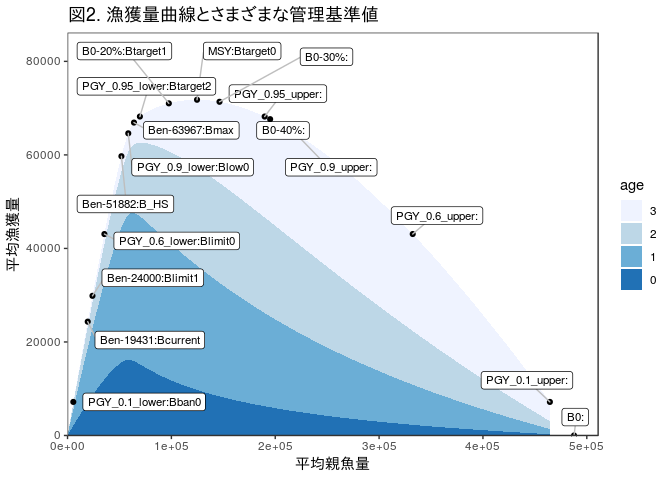 図2. 漁獲量曲線とさまざまな管理基準値
B0-20%:Btarget1
MSY:Btarget0
B0-30%:
PGY_0.95_lower:Btarget2
PGY_0.95_upper:
Ben-63967:Bmax
B0-40%:
PGY_0.9_lower:Blow0
PGY_0.9_upper:
Ben-51882:B_HS
PGY_0.6_upper:
PGY_0.6_lower:Blimit0
Ben-24000:Blimit1
Ben-19431:Bcurrent
PGY_0.1_upper:
PGY_0.1_lower:Bban0
B0:
80000
60000
40000
20000
0
平均漁獲量
0e+00
1e+05
2e+05
3e+05
4e+05
5e+05
平均親魚量
age
3
2
1
0